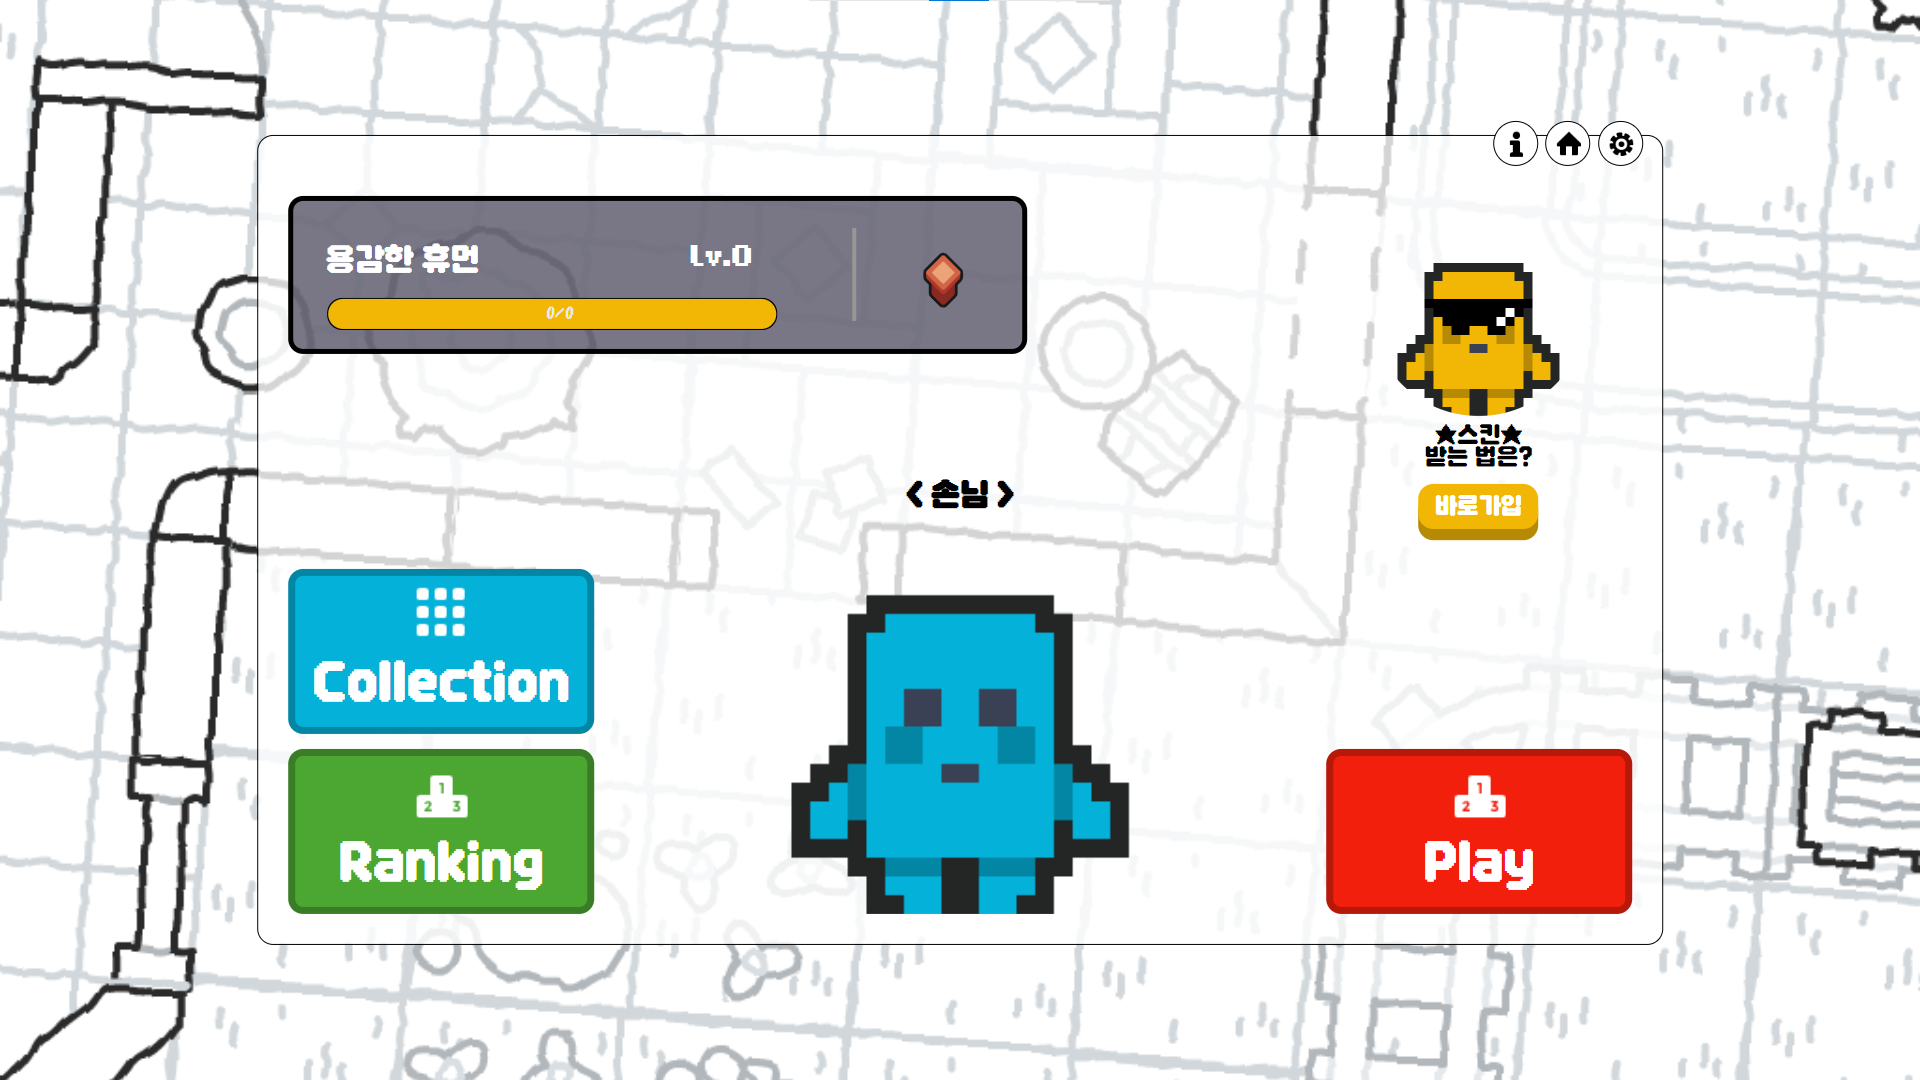 용감한 휴먼 Lv.0
0/0
★스킨★
받는 법은?
바로가입
< 손님 >
Collection
1
2 3
Ranking
1
2 3
Play